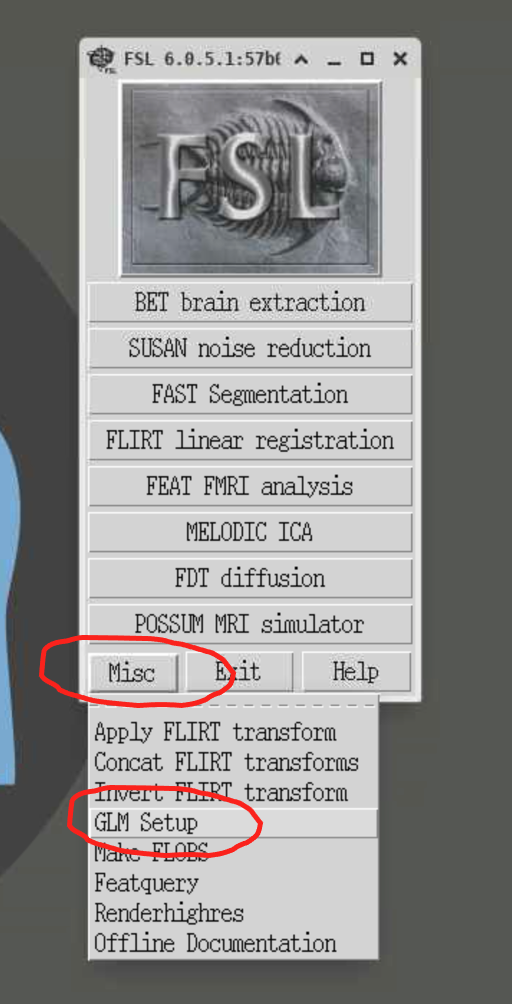 FSL
FSL 6.0.5.1:57b6
FSL
BET brain extraction
SUSAN noise reduction
FAST Segmentation
FLIRT linear registration
FEAT FMRI analysis
MELODIC ICA
FDT diffusion
POSSUM MRI simulator
Misc Exit Help
Apply FLIRT transform
Concat FLIRT transforms
Invert FLIRT transform
GLM Setup
Make FLOBS
Featquery
Renderhighres
Offline Documentation